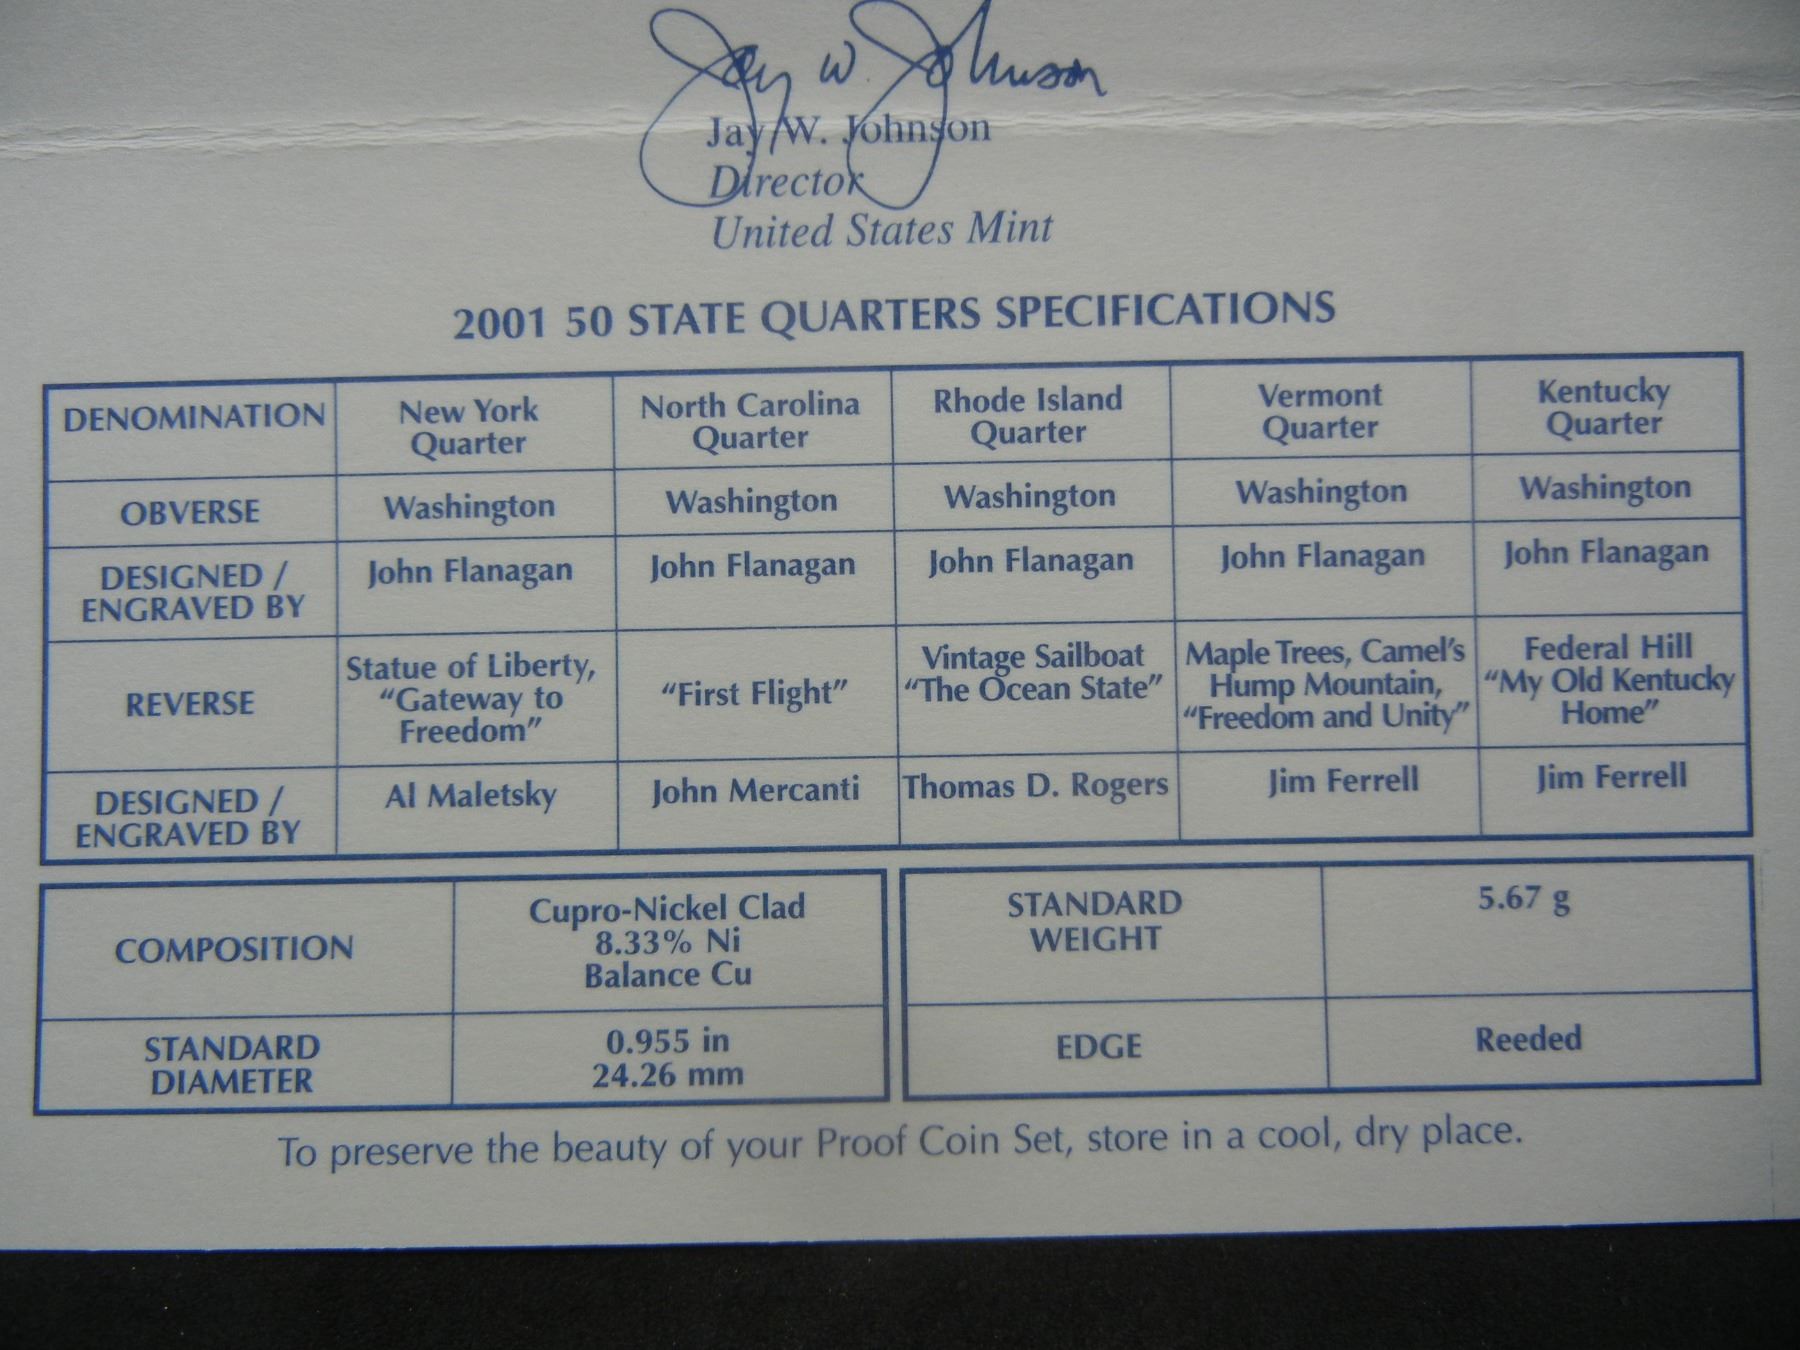 Jay W Johnson
Jay W. Johnson
Director
United States Mint
2001 50 STATE QUARTERS SPECIFICATIONS
DENOMINATION
New York
Quarter
North Carolina
Quarter
Rhode Island
Quarter
Vermont
Quarter
Kentucky
Quarter
OBVERSE
Washington
Washington
Washington
Washington
Washington
DESIGNED /
ENGRAVED BY
John Flanagan
John Flanagan
John Flanagan
John Flanagan
John Flanagan
REVERSE
Statue of Liberty,
“Gateway to
Freedom”
“First Flight”
Vintage Sailboat
“The Ocean State”
Maple Trees, Camel’s
Hump Mountain,
“Freedom and Unity”
Federal Hill
“My Old Kentucky
Home”
DESIGNED /
ENGRAVED BY
Al Maletsky
John Mercanti
Thomas D. Rogers
Jim Ferrell
Jim Ferrell
COMPOSITION
Cupro-Nickel Clad
8.33% Ni
Balance Cu
STANDARD
WEIGHT
5.67 g
STANDARD
DIAMETER
0.955 in
24.26 mm
EDGE
Reeded
To preserve the beauty of your Proof Coin Set, store in a cool, dry place.